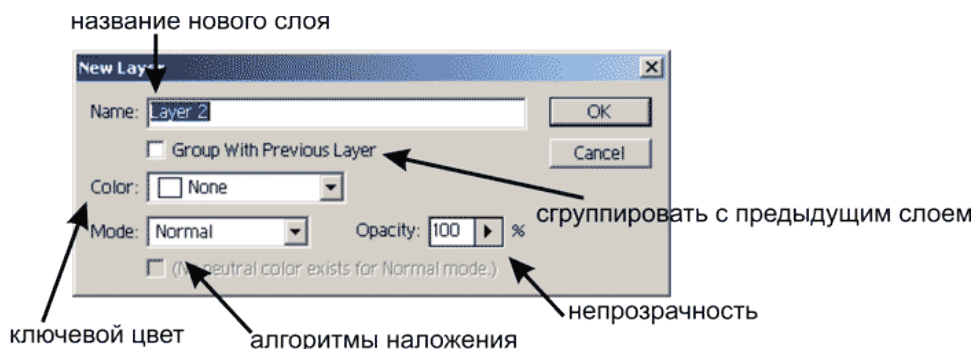 название нового слоя
New Layer
Name: Layer 2
OK
Group With Previous Layer
Cancel
Color: None
сгруппировать с предыдущим слоем
Mode: Normal Opacity: 100 %
(No neutral color exists for Normal mode.)
непрозрачность
ключевой цвет
алгоритмы наложения